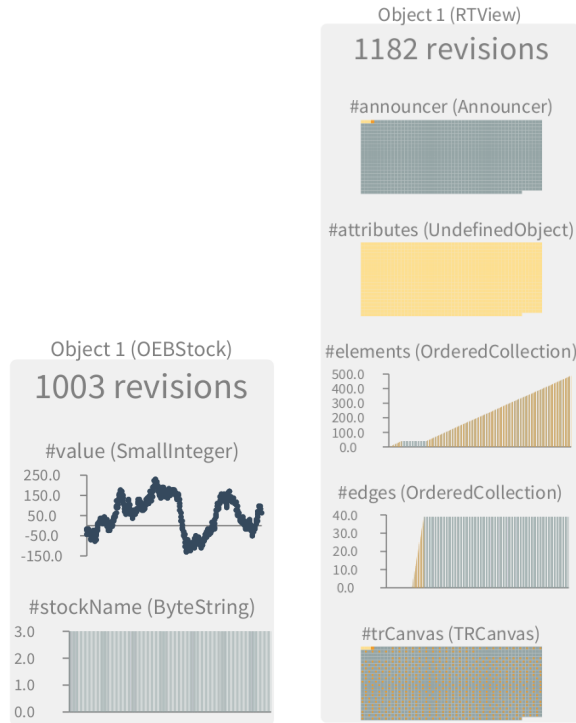 Object 1 (OEBStock)
1003 revisions
#value (SmallInteger)
250.0
150.0
50.0
-50.0
-150.0
#stockName (ByteString)
3.0
2.0
1.0
0.0
Object 1 (RTView)
1182 revisions
#announcer (Announcer)
#attributes (UndefinedObject)
#elements (OrderedCollection)
500.0
400.0
300.0
200.0
100.0
0.0
#edges (OrderedCollection)
40.0
30.0
20.0
10.0
0.0
#trCanvas (TRCanvas)